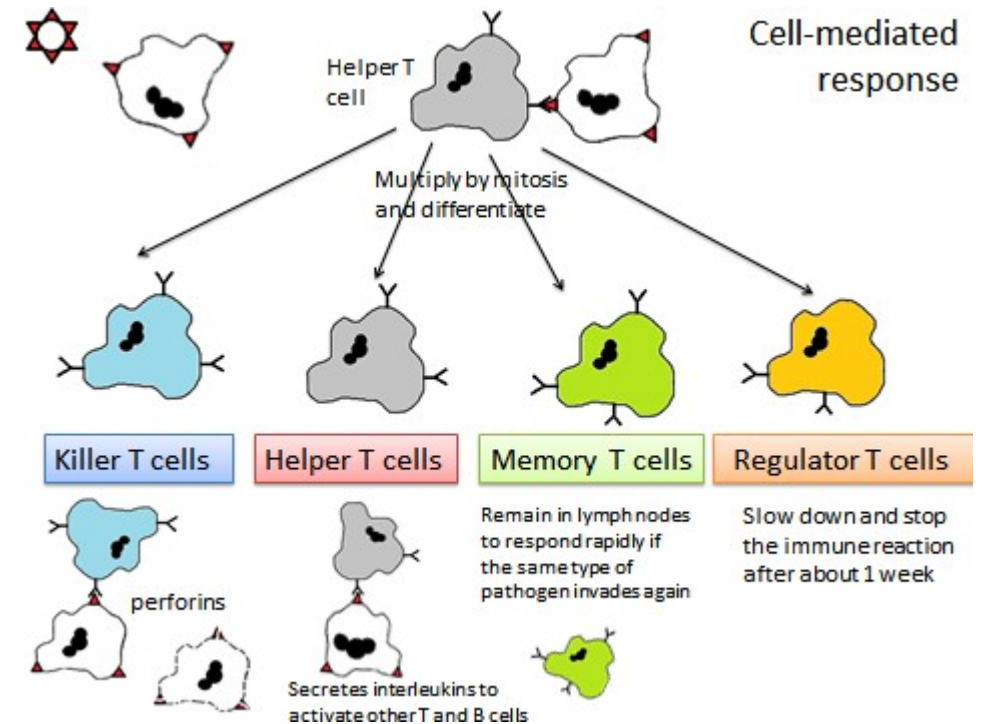 Cell-mediated
response
Helper T
cell
Multiply by mitosis
and differentiate
Killer T cells
Helper T cells
Memory T cells
Regulator T cells
perforins
Secretes interleukins to
activate other T and B cells
Remain in lymph nodes
to respond rapidly if
the same type of
pathogen invades again
Slow down and stop
the immune reaction
after about 1 week